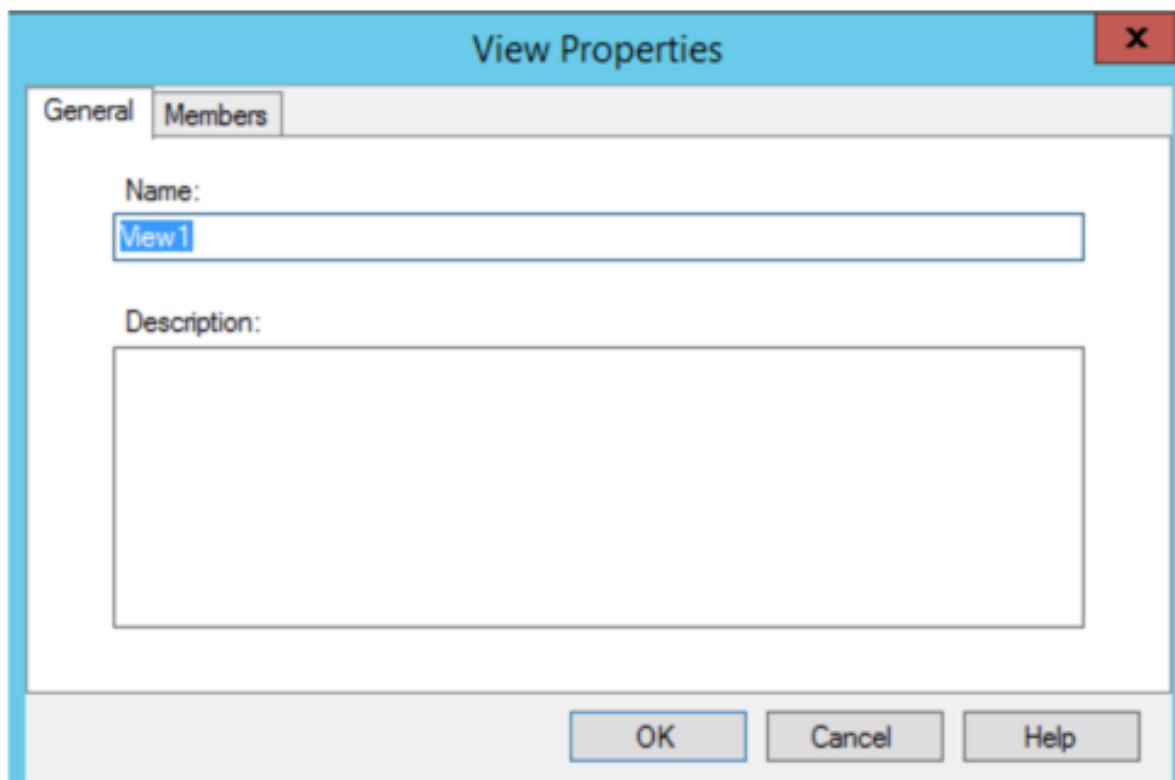 View Properties
x
General Members
Name:
View1
Description:
OK Cancel Help